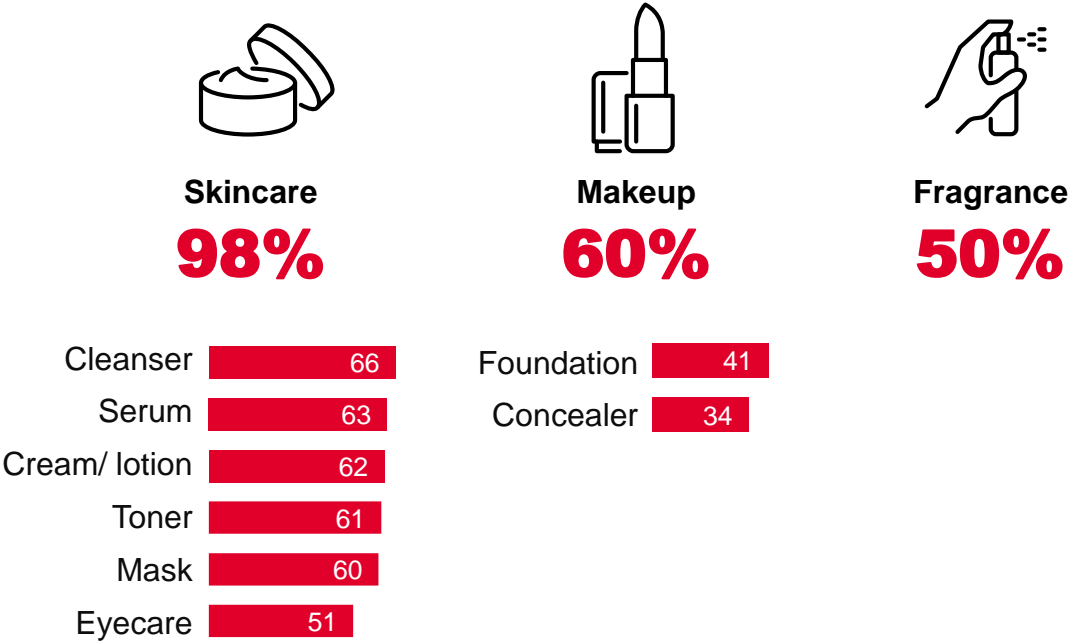 Skincare
98%
Makeup
60%
Fragrance
50%
Cleanser 66
Serum 63
Cream/ lotion 62
Toner 61
Mask 60
Eyecare 51
Foundation 41
Concealer 34